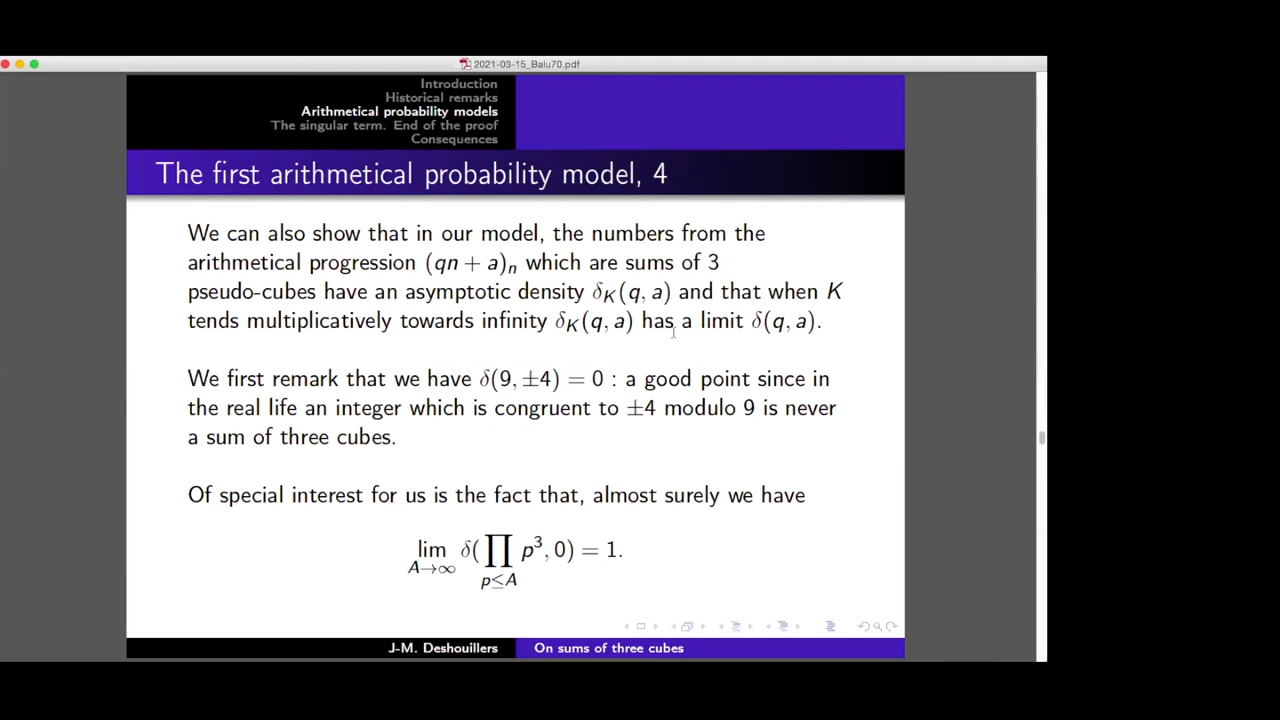 2021-03-15_Balu70.pdf
Introduction
Historical remarks
Arithmetical probability models
The singular term. End of the proof
Consequences
The first arithmetical probability model, 4
We can also show that in our model, the numbers from the
arithmetical progression (qn + a)ₙ which are sums of 3
pseudo-cubes have an asymptotic density δ_K(q, a) and that when K
tends multiplicatively towards infinity δ_K(q, a) has a limit δ(q, a).
We first remark that we have δ(9, ±4) = 0 : a good point since in
the real life an integer which is congruent to ±4 modulo 9 is never
a sum of three cubes.
Of special interest for us is the fact that, almost surely we have
lim_{A→∞} δ(∏_{p≤A} p³, 0) = 1.
J-M. Deshouillers On sums of three cubes